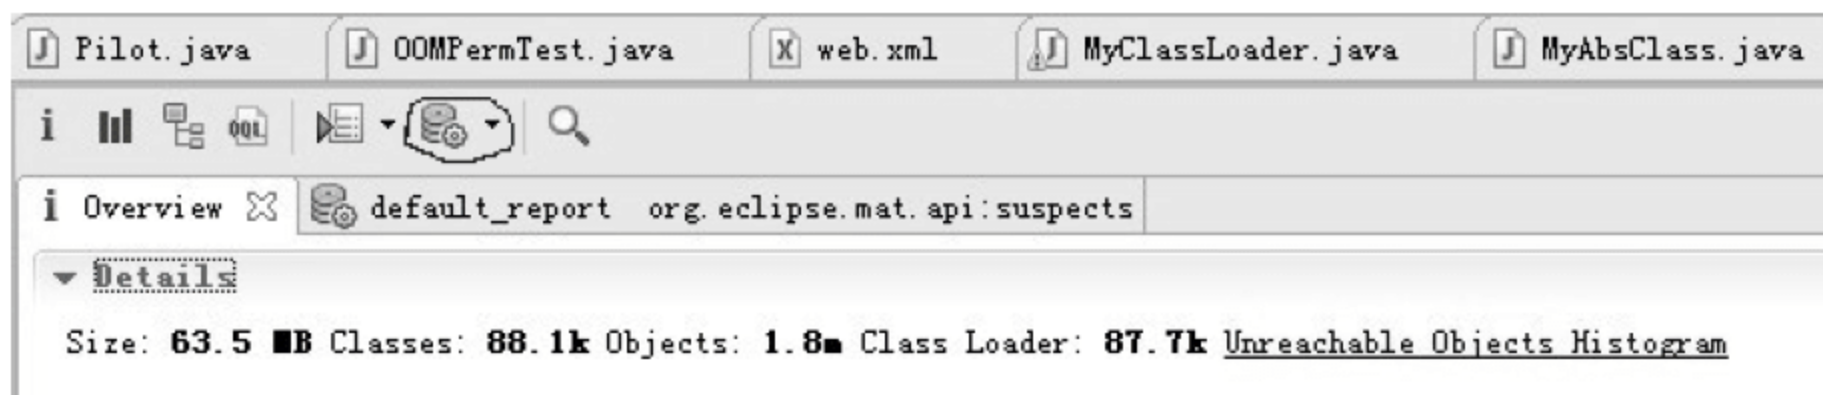 Pilot.java OOMPermTest.java web.xml MyClassLoader.java MyAbsClass.java
i OQL
i Overview default_report org.eclipse.mat.api:suspects
Details
Size: 63.5 MB Classes: 88.1k Objects: 1.8m Class Loader: 87.7k Unreachable Objects Histogram